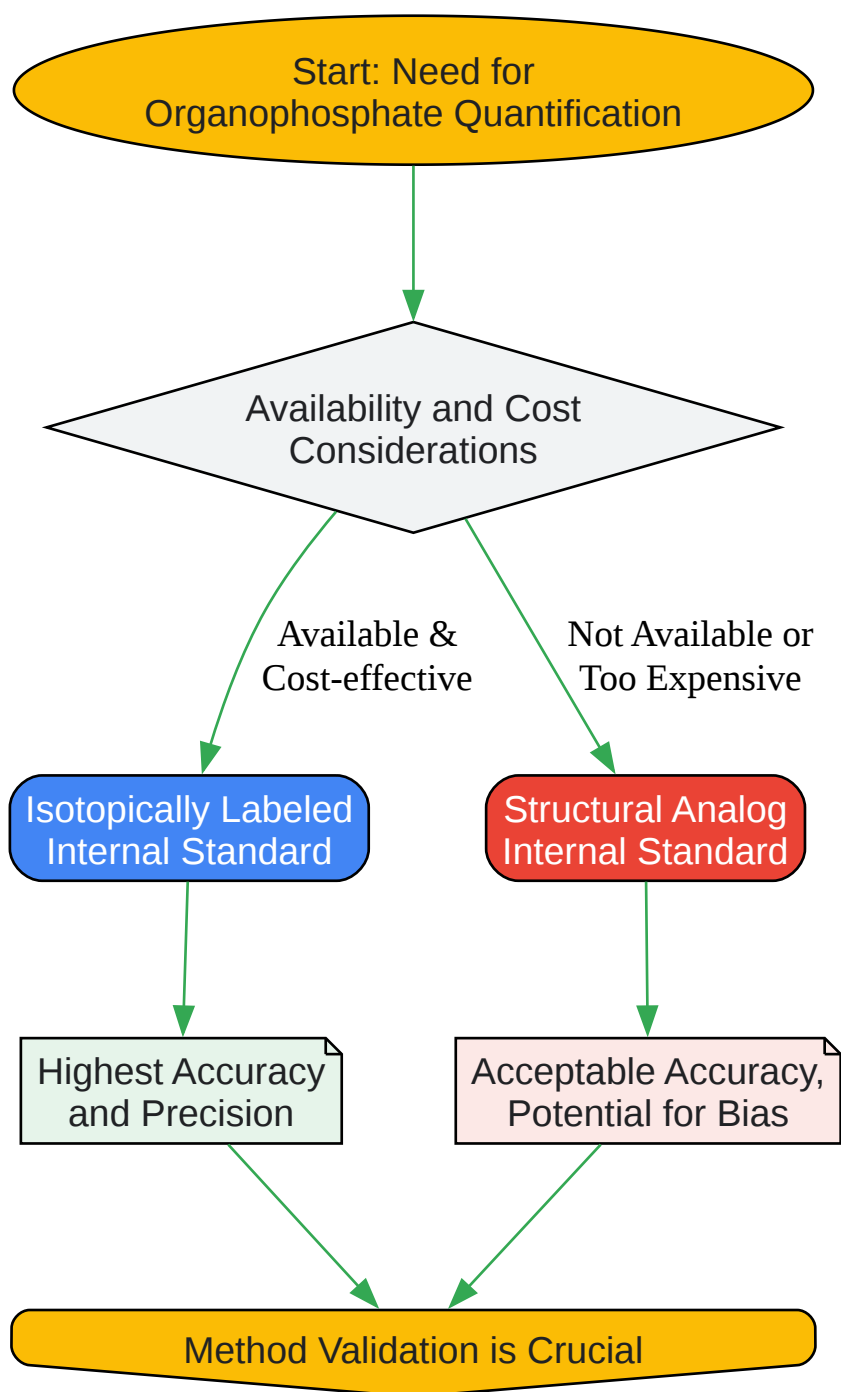 Start: Need for
Organophosphate Quantification
Availability and Cost
Considerations
Available &
Cost-effective
Not Available or
Too Expensive
Isotopically Labeled
Internal Standard
Structural Analog
Internal Standard
Highest Accuracy
and Precision
Acceptable Accuracy,
Potential for Bias
Method Validation is Crucial